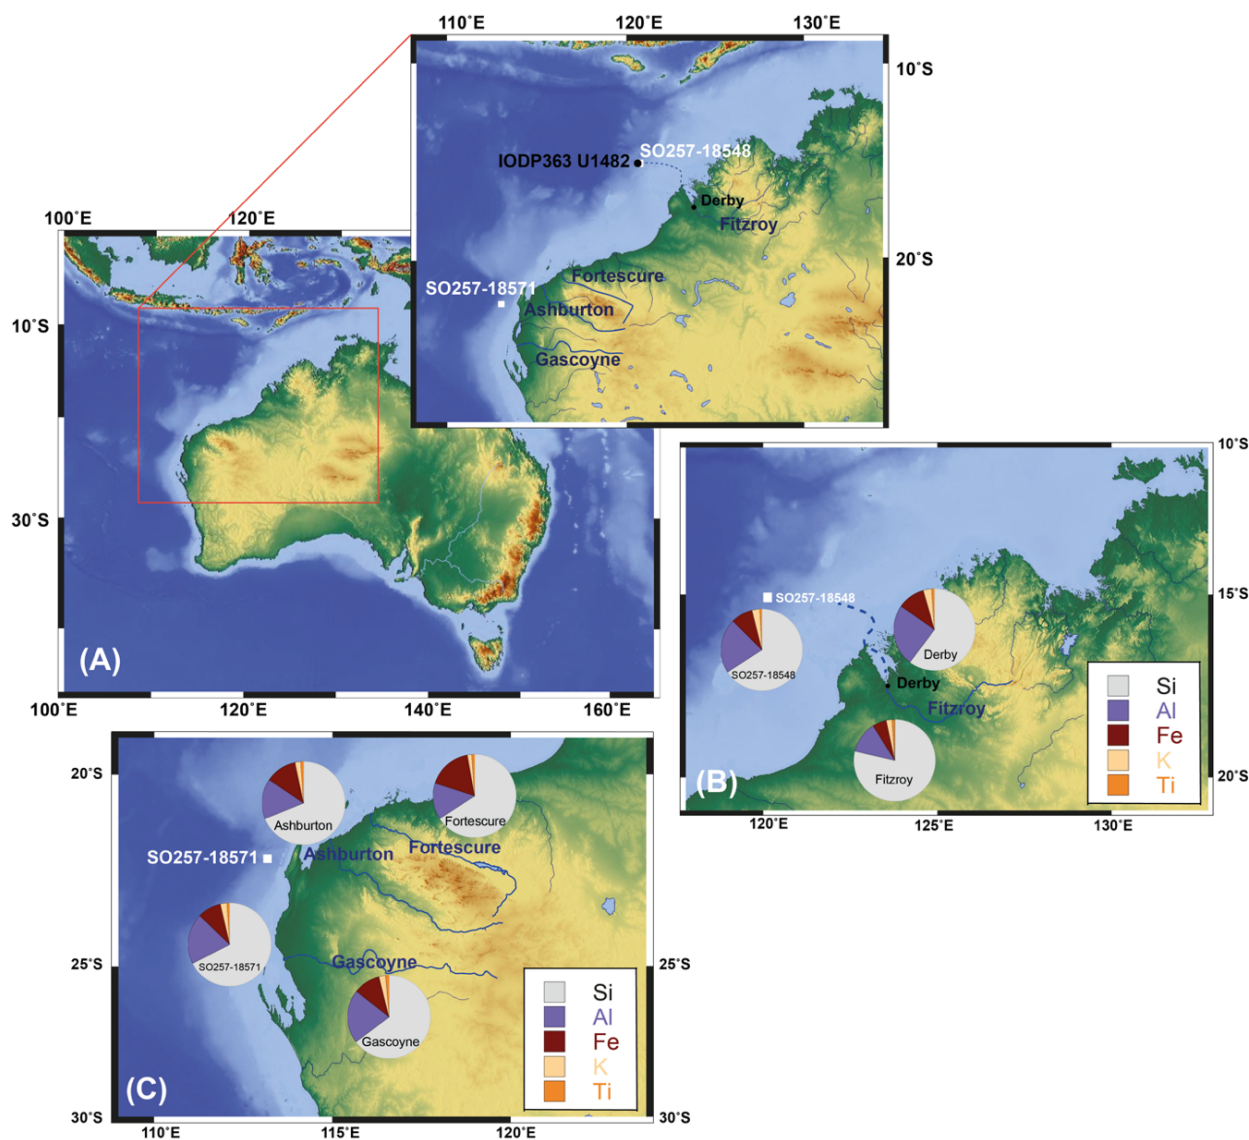 110°E 120°E 130°E
10°S
SO257-18548
IODP363 U1482
Derby
Fitzroy
20°S
Fortescure
SO257-18571
Ashburton
Gascoyne
100°E 120°E
10°S
30°S
(A)
100°E 120°E 140°E 160°E
10°S
15°S
SO257-18548
Derby
SO257-18548
Derby
Fitzroy
Fitzroy
(B)
20°S
Si
Al
Fe
K
Ti
120°E 125°E 130°E
20°S
Ashburton
Fortescure
SO257-18571
Ashburton
Fortescure
SO257-18571
25°S
25°S
Gascoyne
Gascoyne
Si
Al
Fe
K
Ti
(C)
30°S
30°S
110°E 115°E 120°E